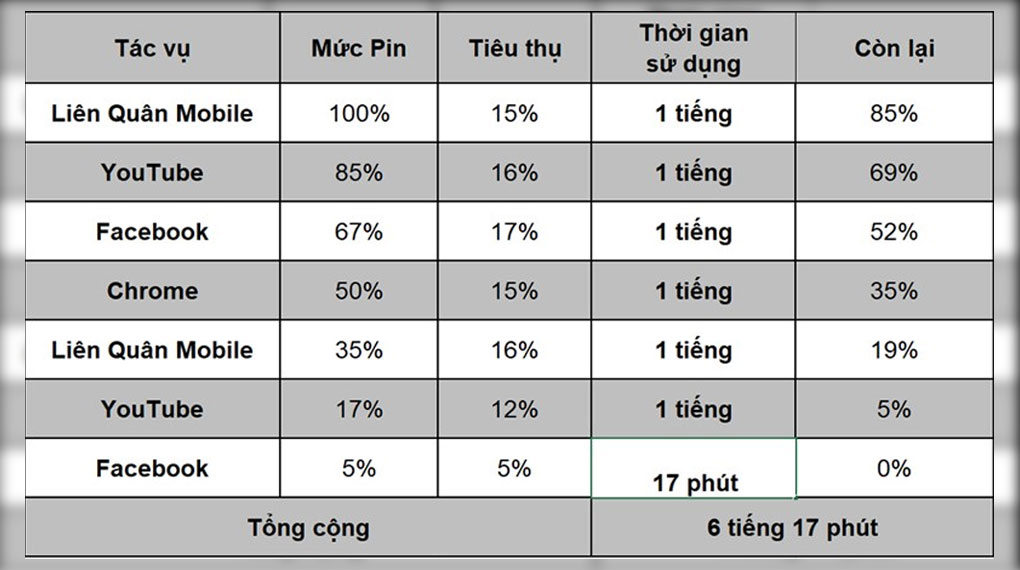 Tác vụ Mức Pin Tiêu thụ Thời gian sử dụng Còn lại
Liên Quân Mobile 100% 15% 1 tiếng 85%
YouTube 85% 16% 1 tiếng 69%
Facebook 67% 17% 1 tiếng 52%
Chrome 50% 15% 1 tiếng 35%
Liên Quân Mobile 35% 16% 1 tiếng 19%
YouTube 17% 12% 1 tiếng 5%
Facebook 5% 5% 17 phút 0%
Tổng cộng 6 tiếng 17 phút